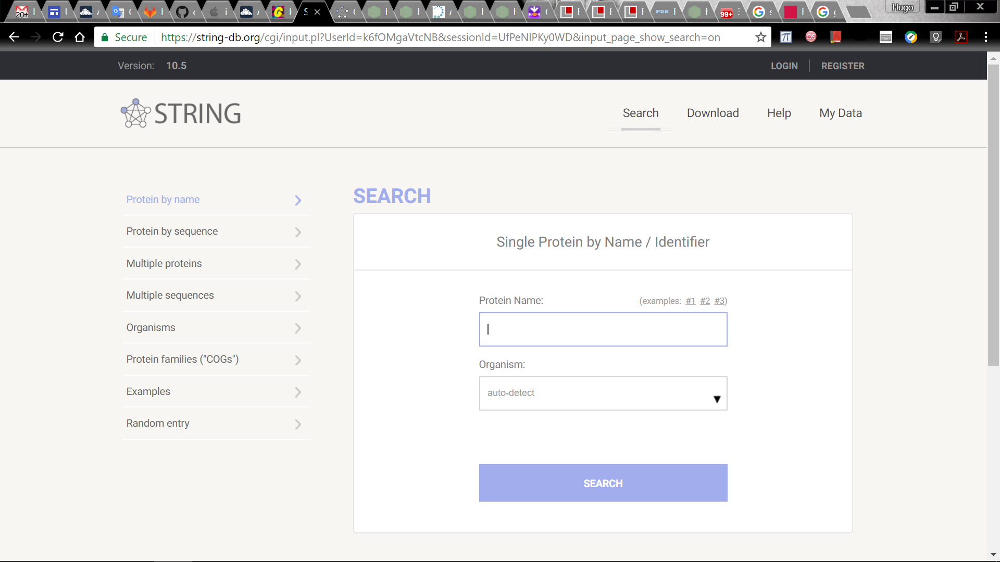 Hugo
Secure
https://string-db.org/cgi/input.pl?UserId=k6fOMgaVtcNB&sessionId=UfPeNlPKy0WD&input_page_show_search=on
Version: 10.5
LOGIN
REGISTER
STRING
Search
Download
Help
My Data
Protein by name
Protein by sequence
Multiple proteins
Multiple sequences
Organisms
Protein families ("COGs")
Examples
Random entry
SEARCH
Single Protein by Name / Identifier
Protein Name:
(examples: #1 #2 #3)
Organism:
auto-detect
SEARCH